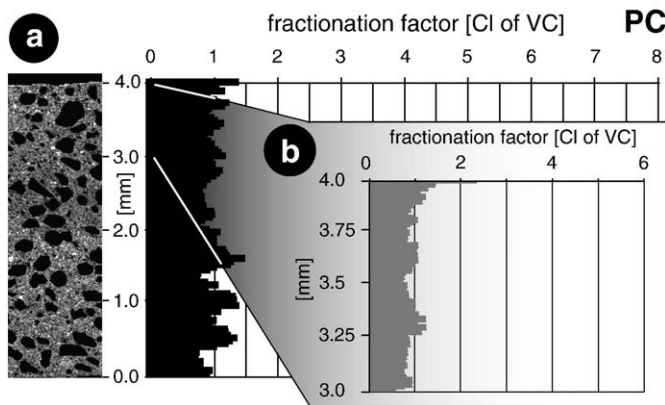 a
fractionation factor [Cl of VC] PC
0 1 2 3 4 5 6 7 8
4.0
3.0
[mm]
2.0
1.0
0.0
b
fractionation factor [Cl of VC]
0 2 4 6
4.0
3.75
[mm]
3.5
3.25
3.0